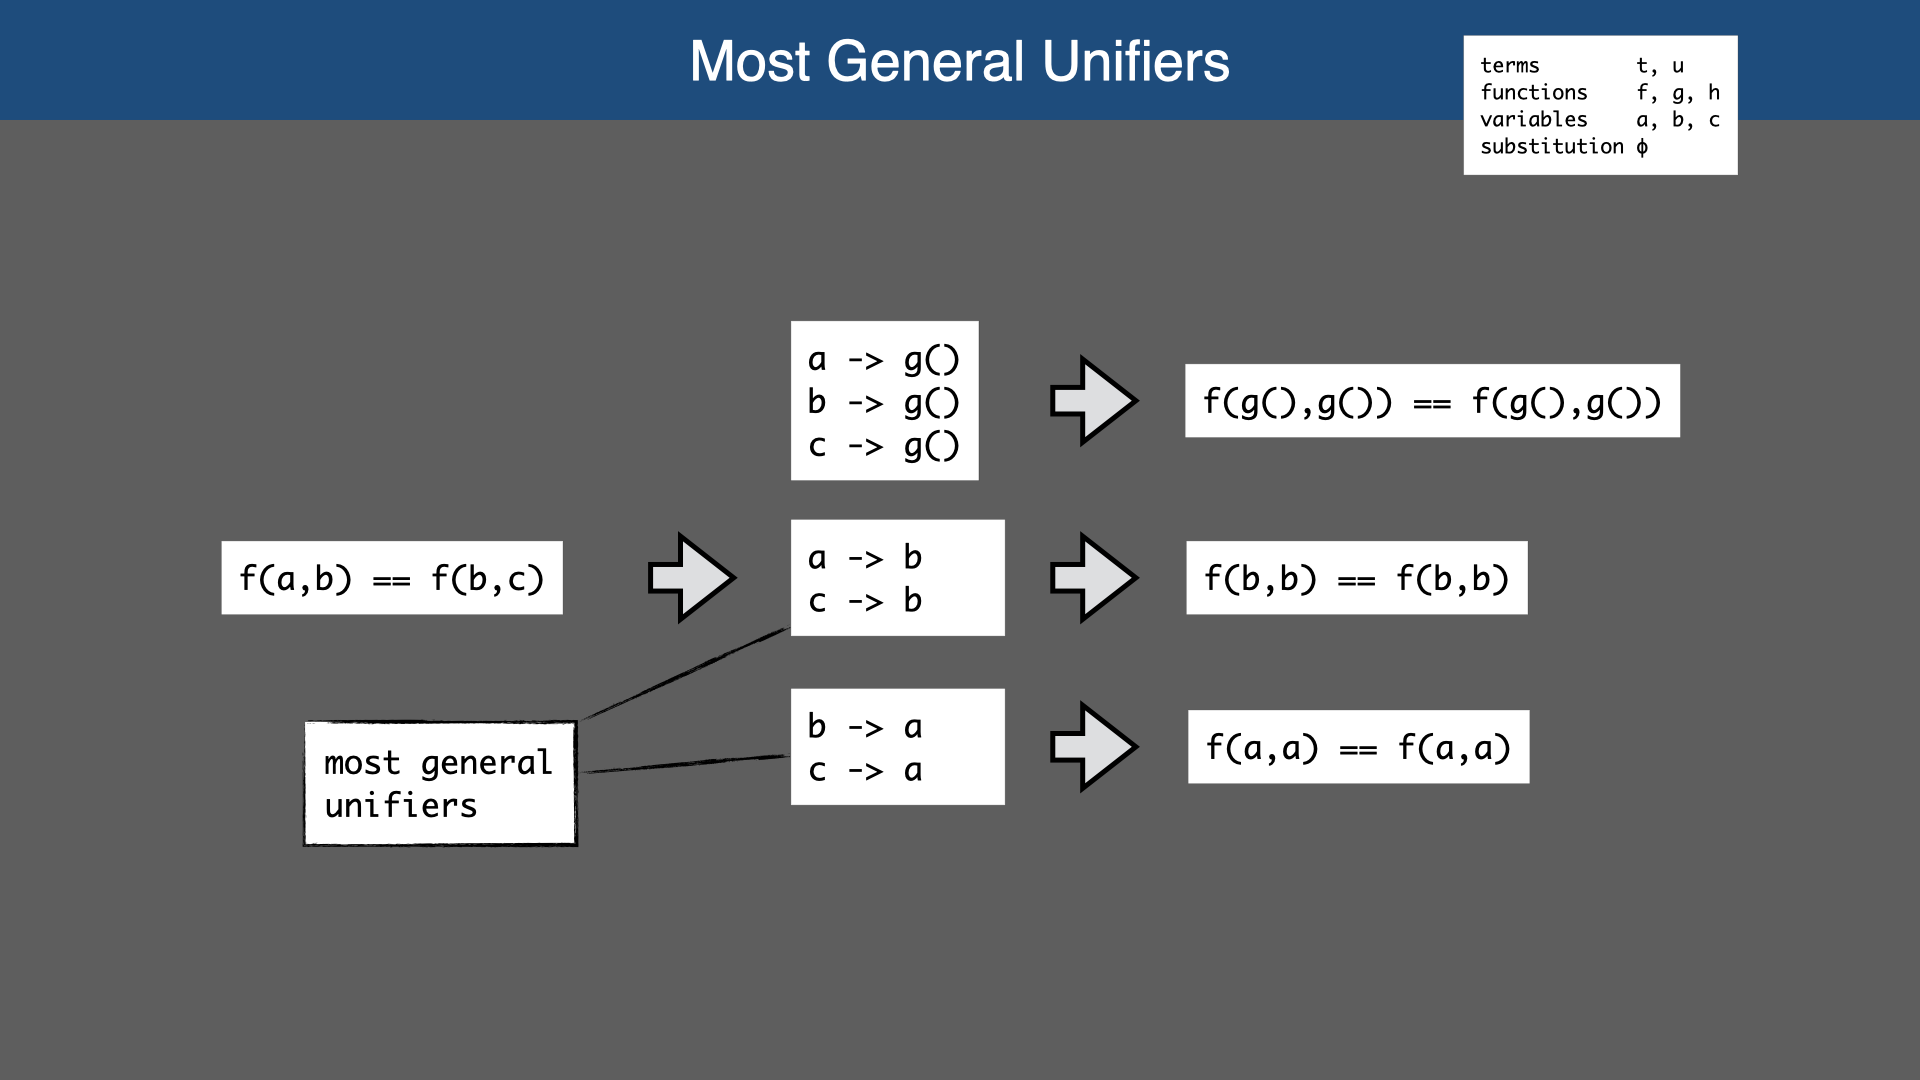 Most General Unifiers
terms t, u
functions f, g, h
variables a, b, c
substitution ϕ
a -> g()
b -> g()
c -> g()
f(g(),g()) == f(g(),g())
f(a,b) == f(b,c)
a -> b
c -> b
f(b,b) == f(b,b)
most general
unifiers
b -> a
c -> a
f(a,a) == f(a,a)